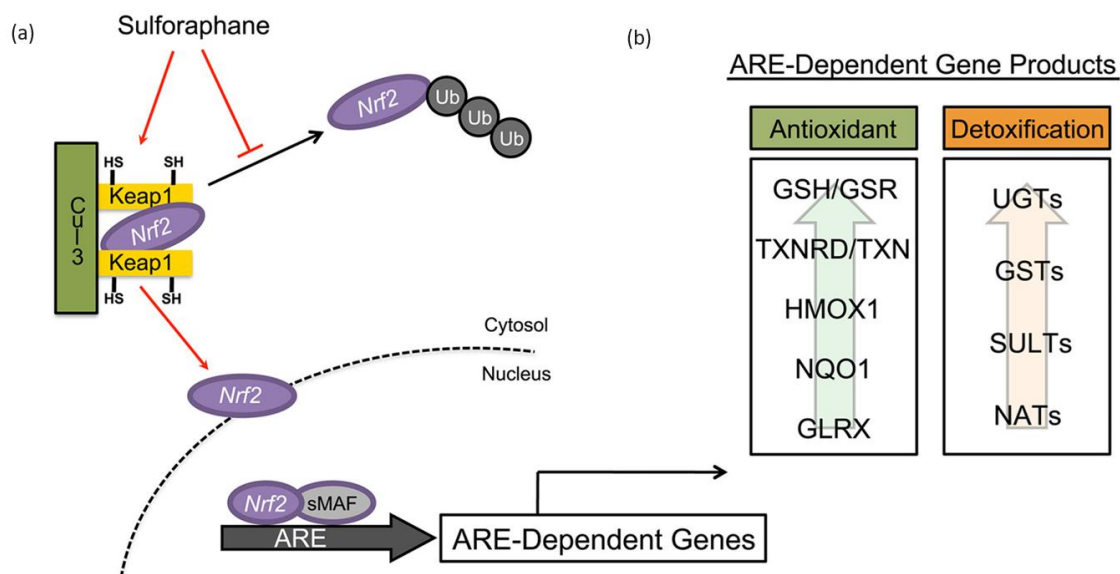 (a)
Sulforaphane
Nrf2
Ub
Ub
Ub
HS
SH
Keap1
Cul3
Nrf2
Keap1
HS
SH
Cytosol
Nucleus
Nrf2
Nrf2
sMAF
ARE
ARE-Dependent Genes
(b)
ARE-Dependent Gene Products
Antioxidant
GSH/GSR
TXNRD/TXN
HMOX1
NQO1
GLRX
Detoxification
UGTs
GSTs
SULTs
NATs